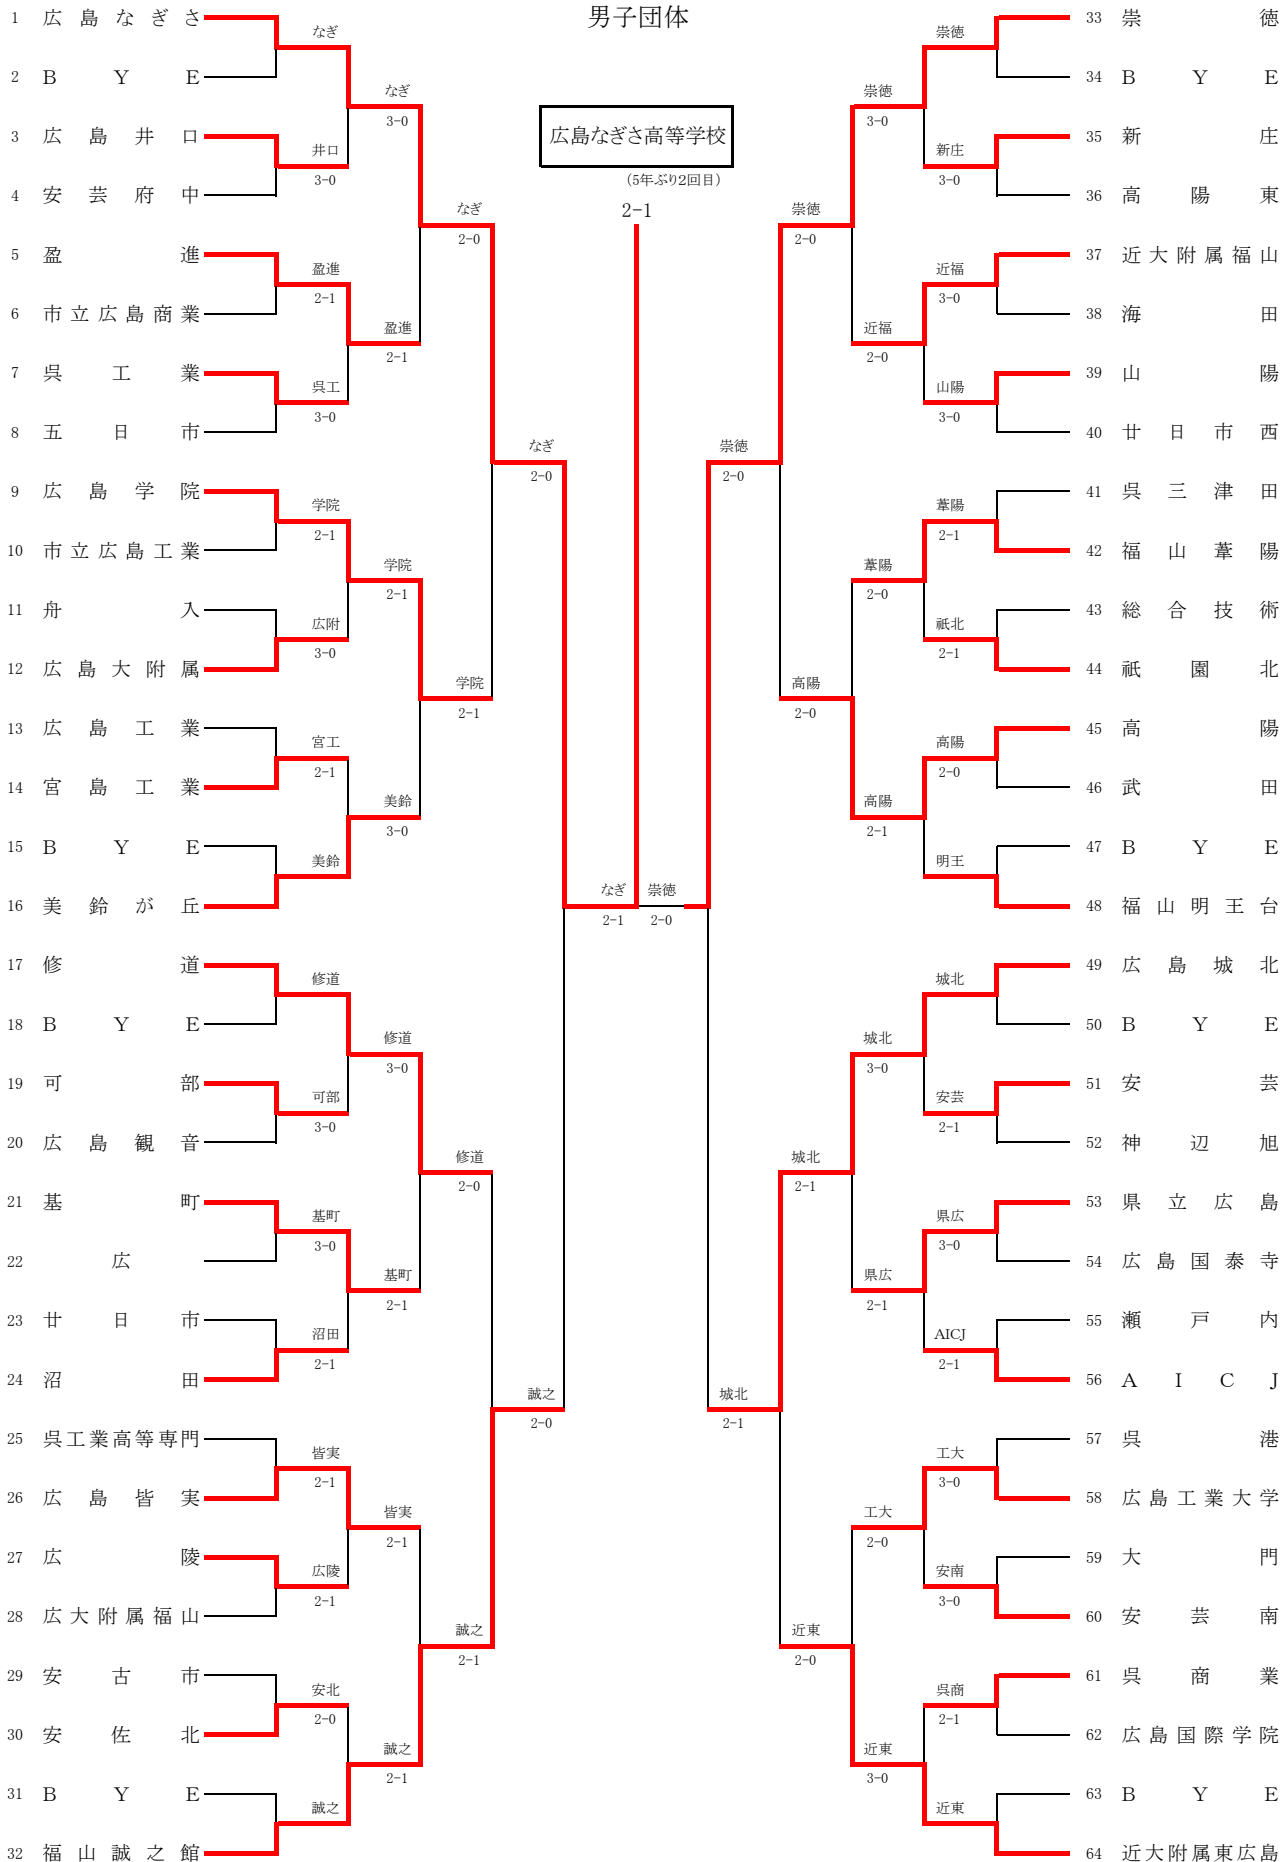 男子団体
広島なぎさ高等学校
(5年ぶり2回目)
2-1
1 広島なぎさ
2 BYE
3 広島井口
4 安芸府中
5 盈進
6 市立広島商業
7 呉工業
8 五日市
9 広島学院
10 市立広島工業
11 舟入
12 広島大附属
13 広島工業
14 宮島工業
15 BYE
16 美鈴が丘
17 修道
18 BYE
19 可部
20 広島観音
21 基町
22 広
23 廿日市
24 沼田
25 呉工業高等専門
26 広島皆実
27 広陵
28 広大附属福山
29 安古市
30 安佐北
31 BYE
32 福山誠之館
なぎ
井口
3-0
盈進
2-1
呉工
3-0
学院
2-1
広附
3-0
宮工
2-1
美鈴
修道
可部
3-0
基町
3-0
沼田
2-1
皆実
2-1
広陵
2-1
安北
2-0
誠之
なぎ
3-0
盈進
2-1
学院
2-1
美鈴
3-0
修道
3-0
基町
2-1
皆実
2-1
誠之
2-1
なぎ
2-0
学院
2-1
修道
2-0
誠之
2-1
なぎ
2-0
誠之
2-0
なぎ
2-1
崇徳
2-0
崇徳
2-0
城北
2-1
崇徳
2-0
高陽
2-0
城北
2-1
近東
2-0
崇徳
3-0
近福
2-0
葦陽
2-0
高陽
2-1
城北
3-0
県広
2-1
工大
2-0
近東
3-0
崇徳
新庄
3-0
近福
3-0
山陽
3-0
葦陽
2-1
祇北
2-1
高陽
2-0
明王
城北
安芸
2-1
県広
3-0
AICJ
2-1
工大
3-0
安南
3-0
呉商
2-1
近東
33 崇徳
34 BYE
35 新庄
36 高陽東
37 近大附属福山
38 海田
39 山陽
40 廿日市西
41 呉三津田
42 福山葦陽
43 総合技術
44 祇園北
45 高陽
46 武田
47 BYE
48 福山明王台
49 広島城北
50 BYE
51 安芸
52 神辺旭
53 県立広島
54 広島国泰寺
55 瀬戸内
56 AICJ
57 呉港
58 広島工業大学
59 大門
60 安芸南
61 呉商業
62 広島国際学院
63 BYE
64 近大附属東広島